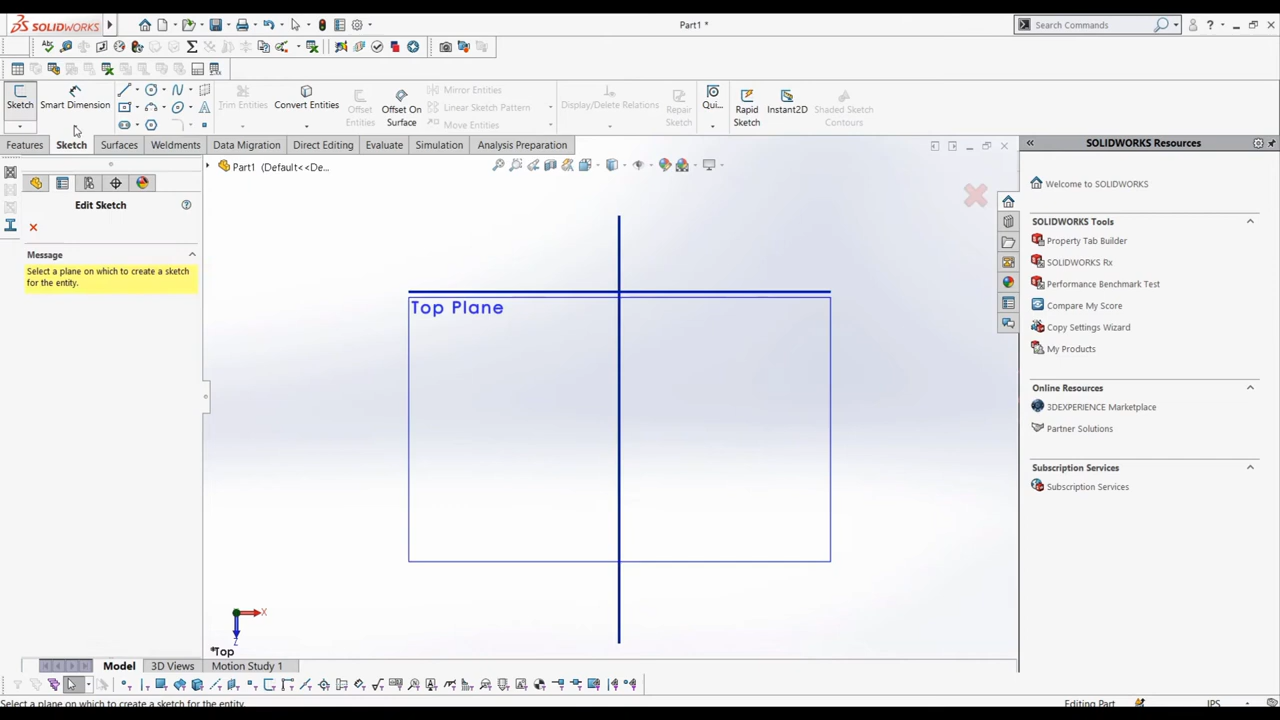 SOLIDWORKS
Part1 *
Search Commands
Sketch
Smart Dimension
Trim Entities
Convert Entities
Offset
Entities
Offset On
Surface
Mirror Entities
Linear Sketch Pattern
Move Entities
Display/Delete Relations
Repair
Sketch
Qui...
Rapid
Sketch
Instant2D
Shaded Sketch
Contours
Features
Sketch
Surfaces
Weldments
Data Migration
Direct Editing
Evaluate
Simulation
Analysis Preparation
Part1 (Default<<De...
Edit Sketch
Message
Select a plane on which to create a sketch
for the entity.
Top Plane
X
Z
*Top
SOLIDWORKS Resources
Welcome to SOLIDWORKS
SOLIDWORKS Tools
Property Tab Builder
SOLIDWORKS Rx
Performance Benchmark Test
Compare My Score
Copy Settings Wizard
My Products
Online Resources
3DEXPERIENCE Marketplace
Partner Solutions
Subscription Services
Subscription Services
Model
3D Views
Motion Study 1
Select a plane on which to create a sketch for the entity.
Editing Part
IPS